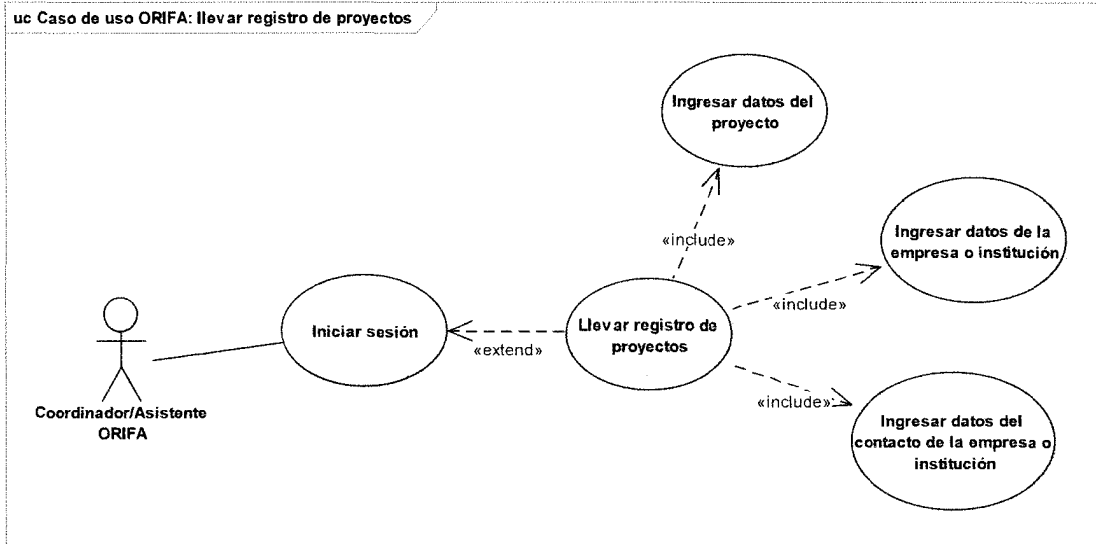 uc Caso de uso ORIFA: llevar registro de proyectos
Ingresar datos del
proyecto
«include»
Ingresar datos de la
empresa o institución
«include»
Iniciar sesión
«extend»
Llevar registro de
proyectos
«include»
Ingresar datos del
contacto de la empresa o
institución
Coordinador/Asistente
ORIFA